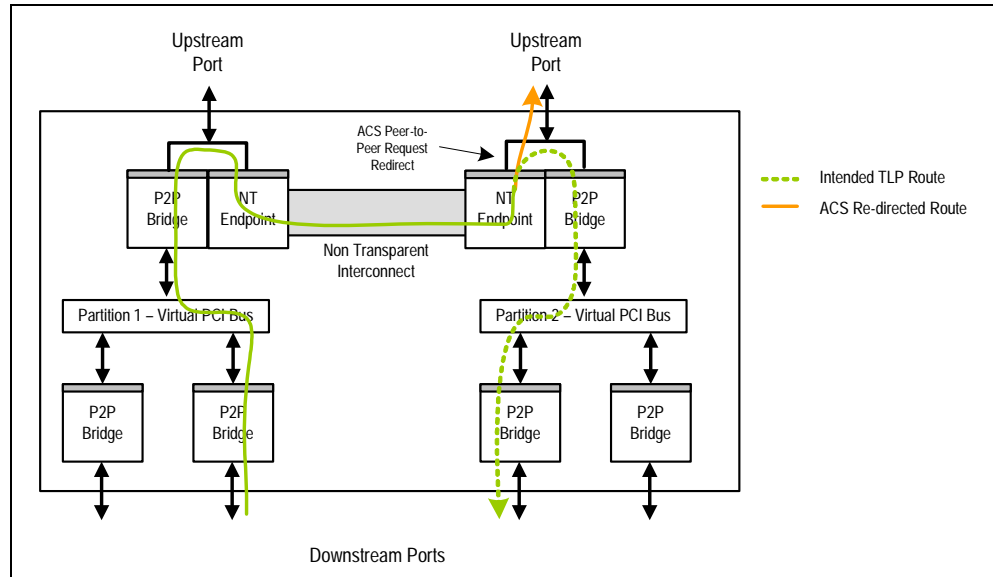 Upstream
Port
Upstream
Port
ACS Peer-to-
Peer Request
Redirect
P2P
Bridge
NT
Endpoint
NT
Endpoint
P2P
Bridge
Non Transparent
Interconnect
Intended TLP Route
ACS Re-directed Route
Partition 1 – Virtual PCI Bus
Partition 2 – Virtual PCI Bus
P2P
Bridge
P2P
Bridge
P2P
Bridge
P2P
Bridge
Downstream Ports